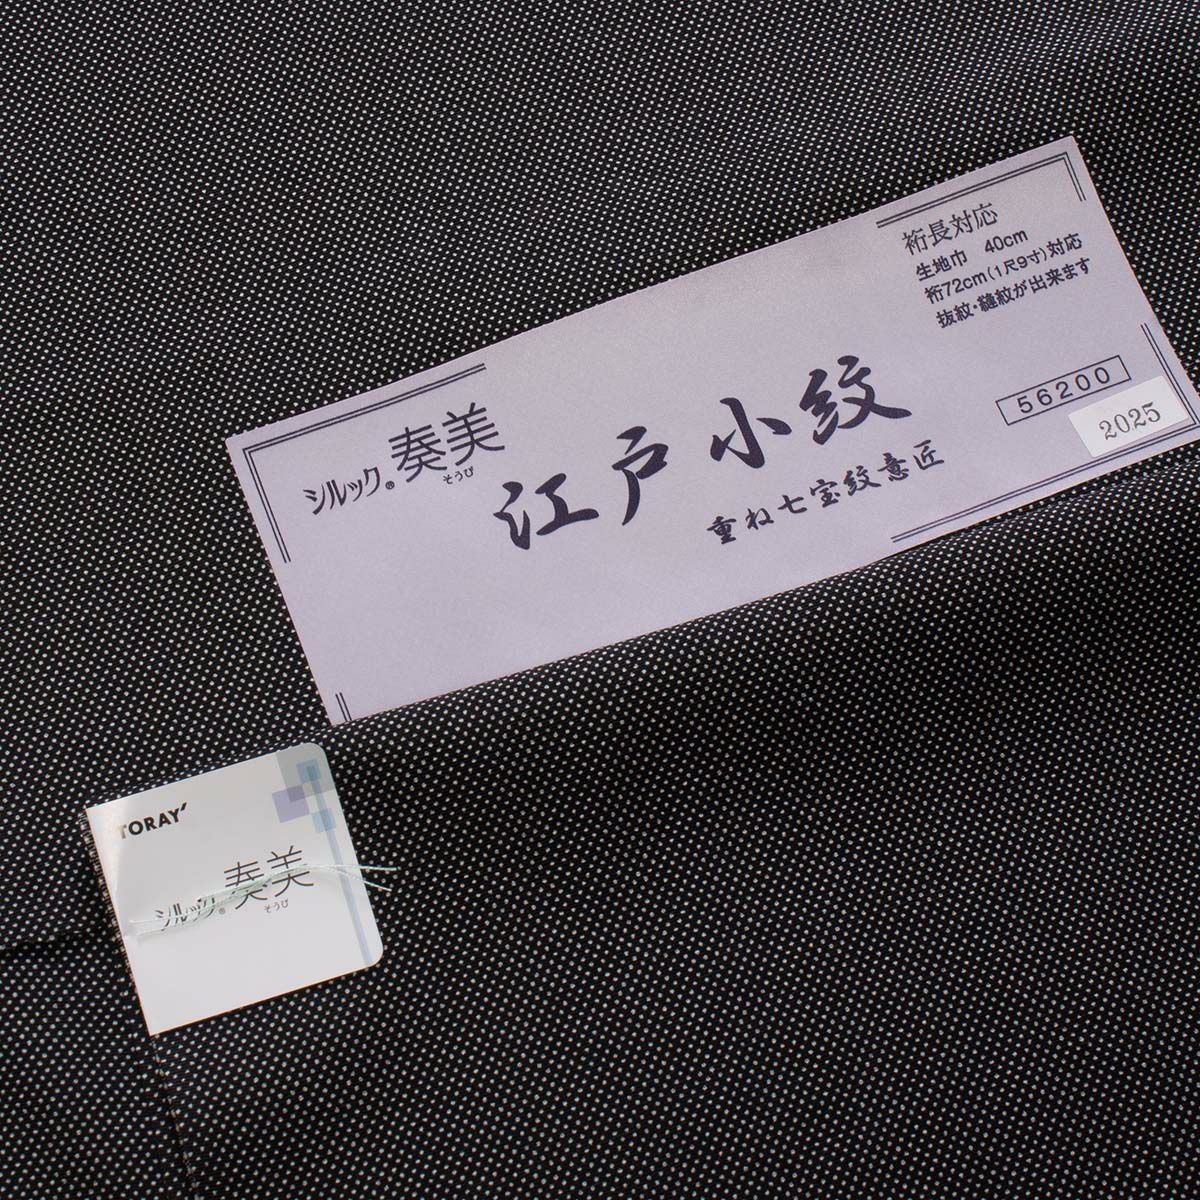 裄長対応
生地巾 40cm
裄72cm(1尺9寸)対応
抜紋・縫紋が出来ます
56200
2025
シルック® 奏美
そうび
江戸小紋
重ね七宝紋意匠
TORAY
シルック® 奏美
そうび